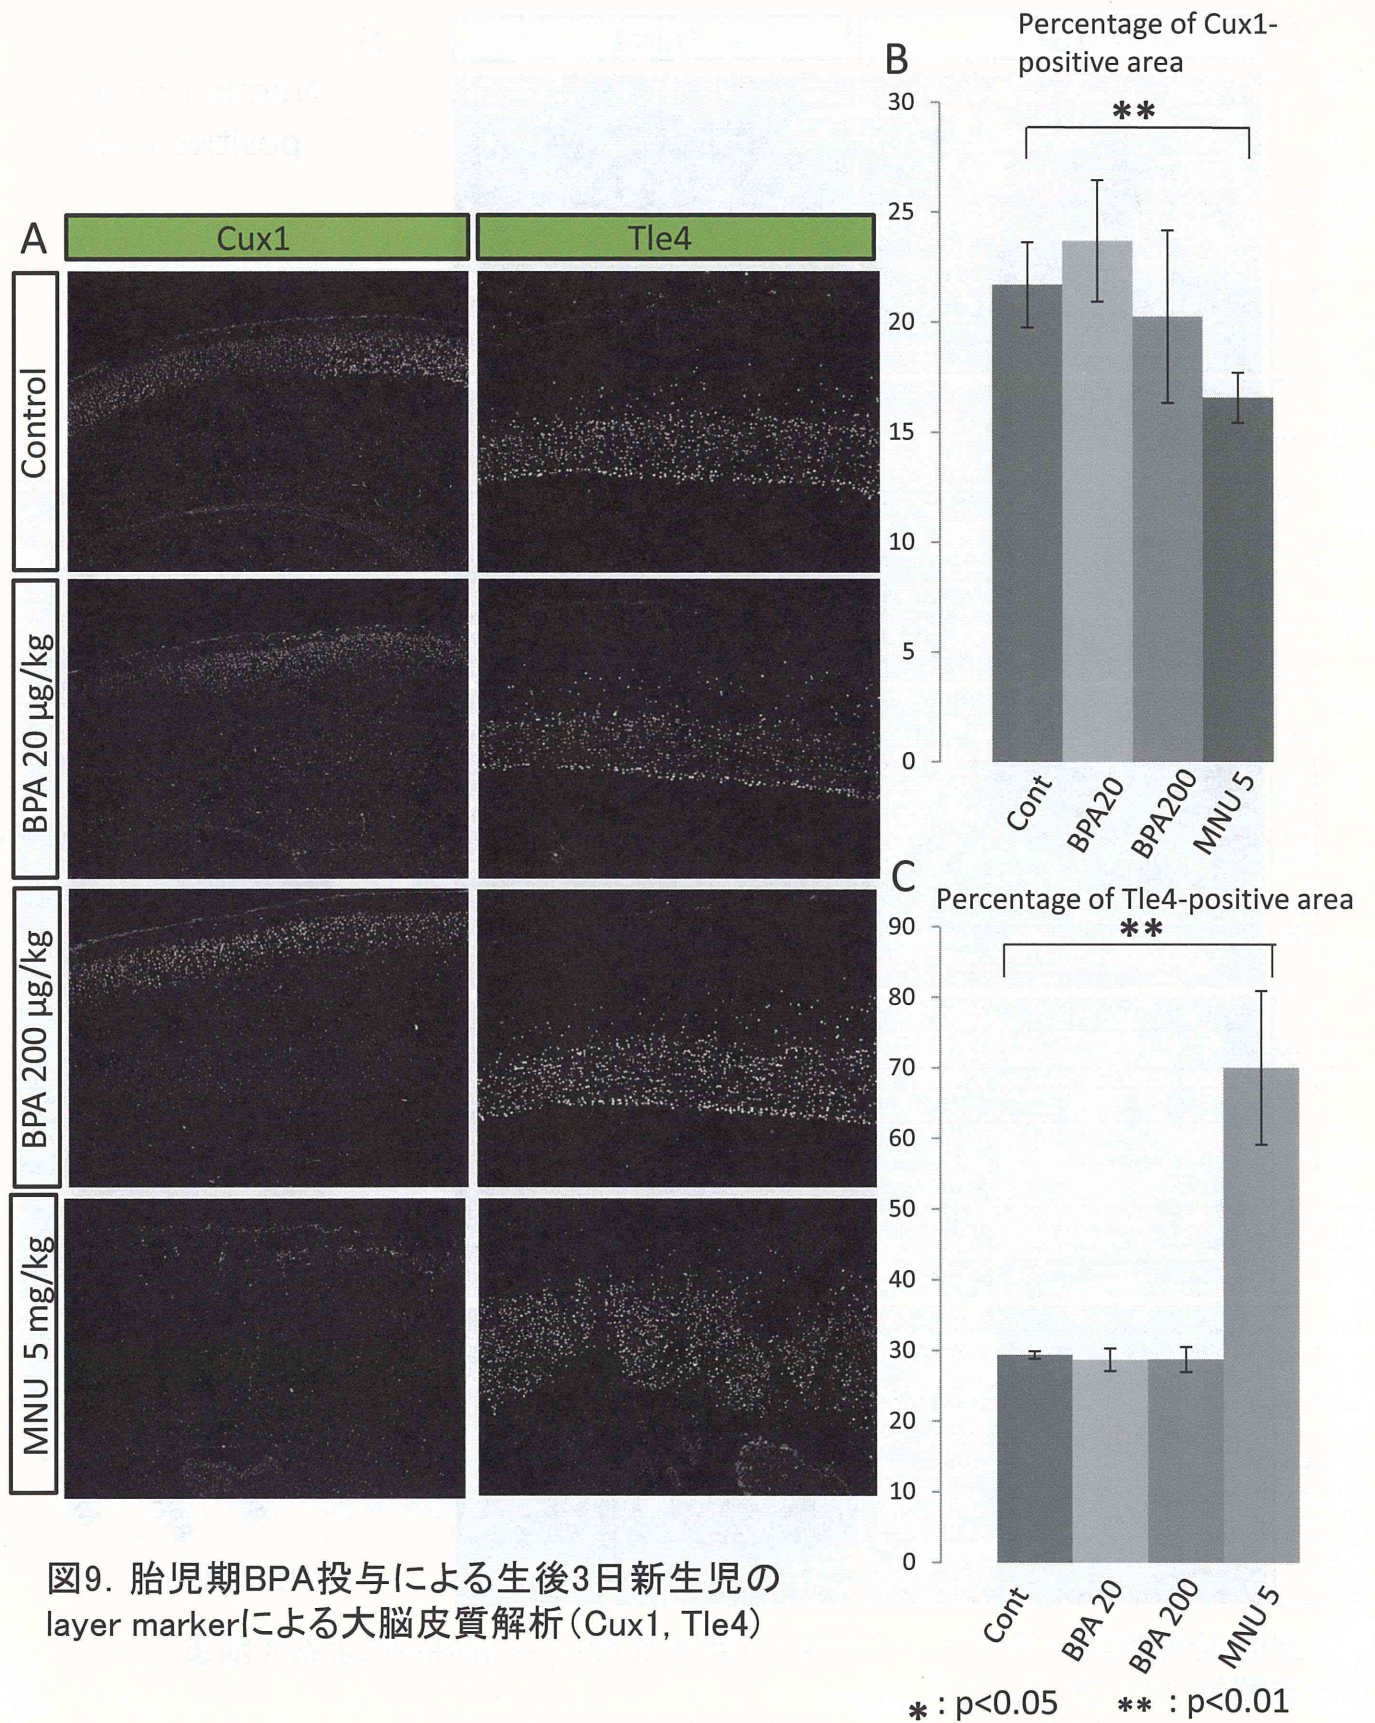 A
Cux1
Tle4
Control
BPA 20 µg/kg
BPA 200 µg/kg
MNU 5 mg/kg
B
Percentage of Cux1-
positive area
**
30
25
20
15
10
5
0
Cont
BPA20
BPA200
MNU 5
C
Percentage of Tle4-positive area
**
90
80
70
60
50
40
30
20
10
0
Cont
BPA 20
BPA 200
MNU 5
* : p<0.05 ** : p<0.01
図9. 胎児期BPA投与による生後3日新生児の
layer markerによる大脳皮質解析(Cux1, Tle4)